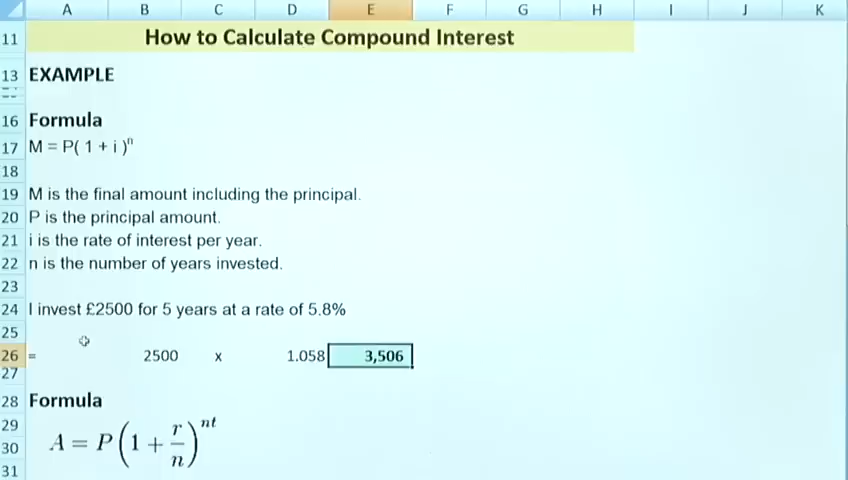 A B C D E F G H I J K
11 How to Calculate Compound Interest
13 EXAMPLE
16 Formula
17 M = P( 1 + i )ⁿ
18
19 M is the final amount including the principal.
20 P is the principal amount.
21 i is the rate of interest per year.
22 n is the number of years invested.
23
24 I invest £2500 for 5 years at a rate of 5.8%
25
26 = 2500 x 1.058 3,506
27
28 Formula
29
30 A = P(1 + r/n)^nt
31